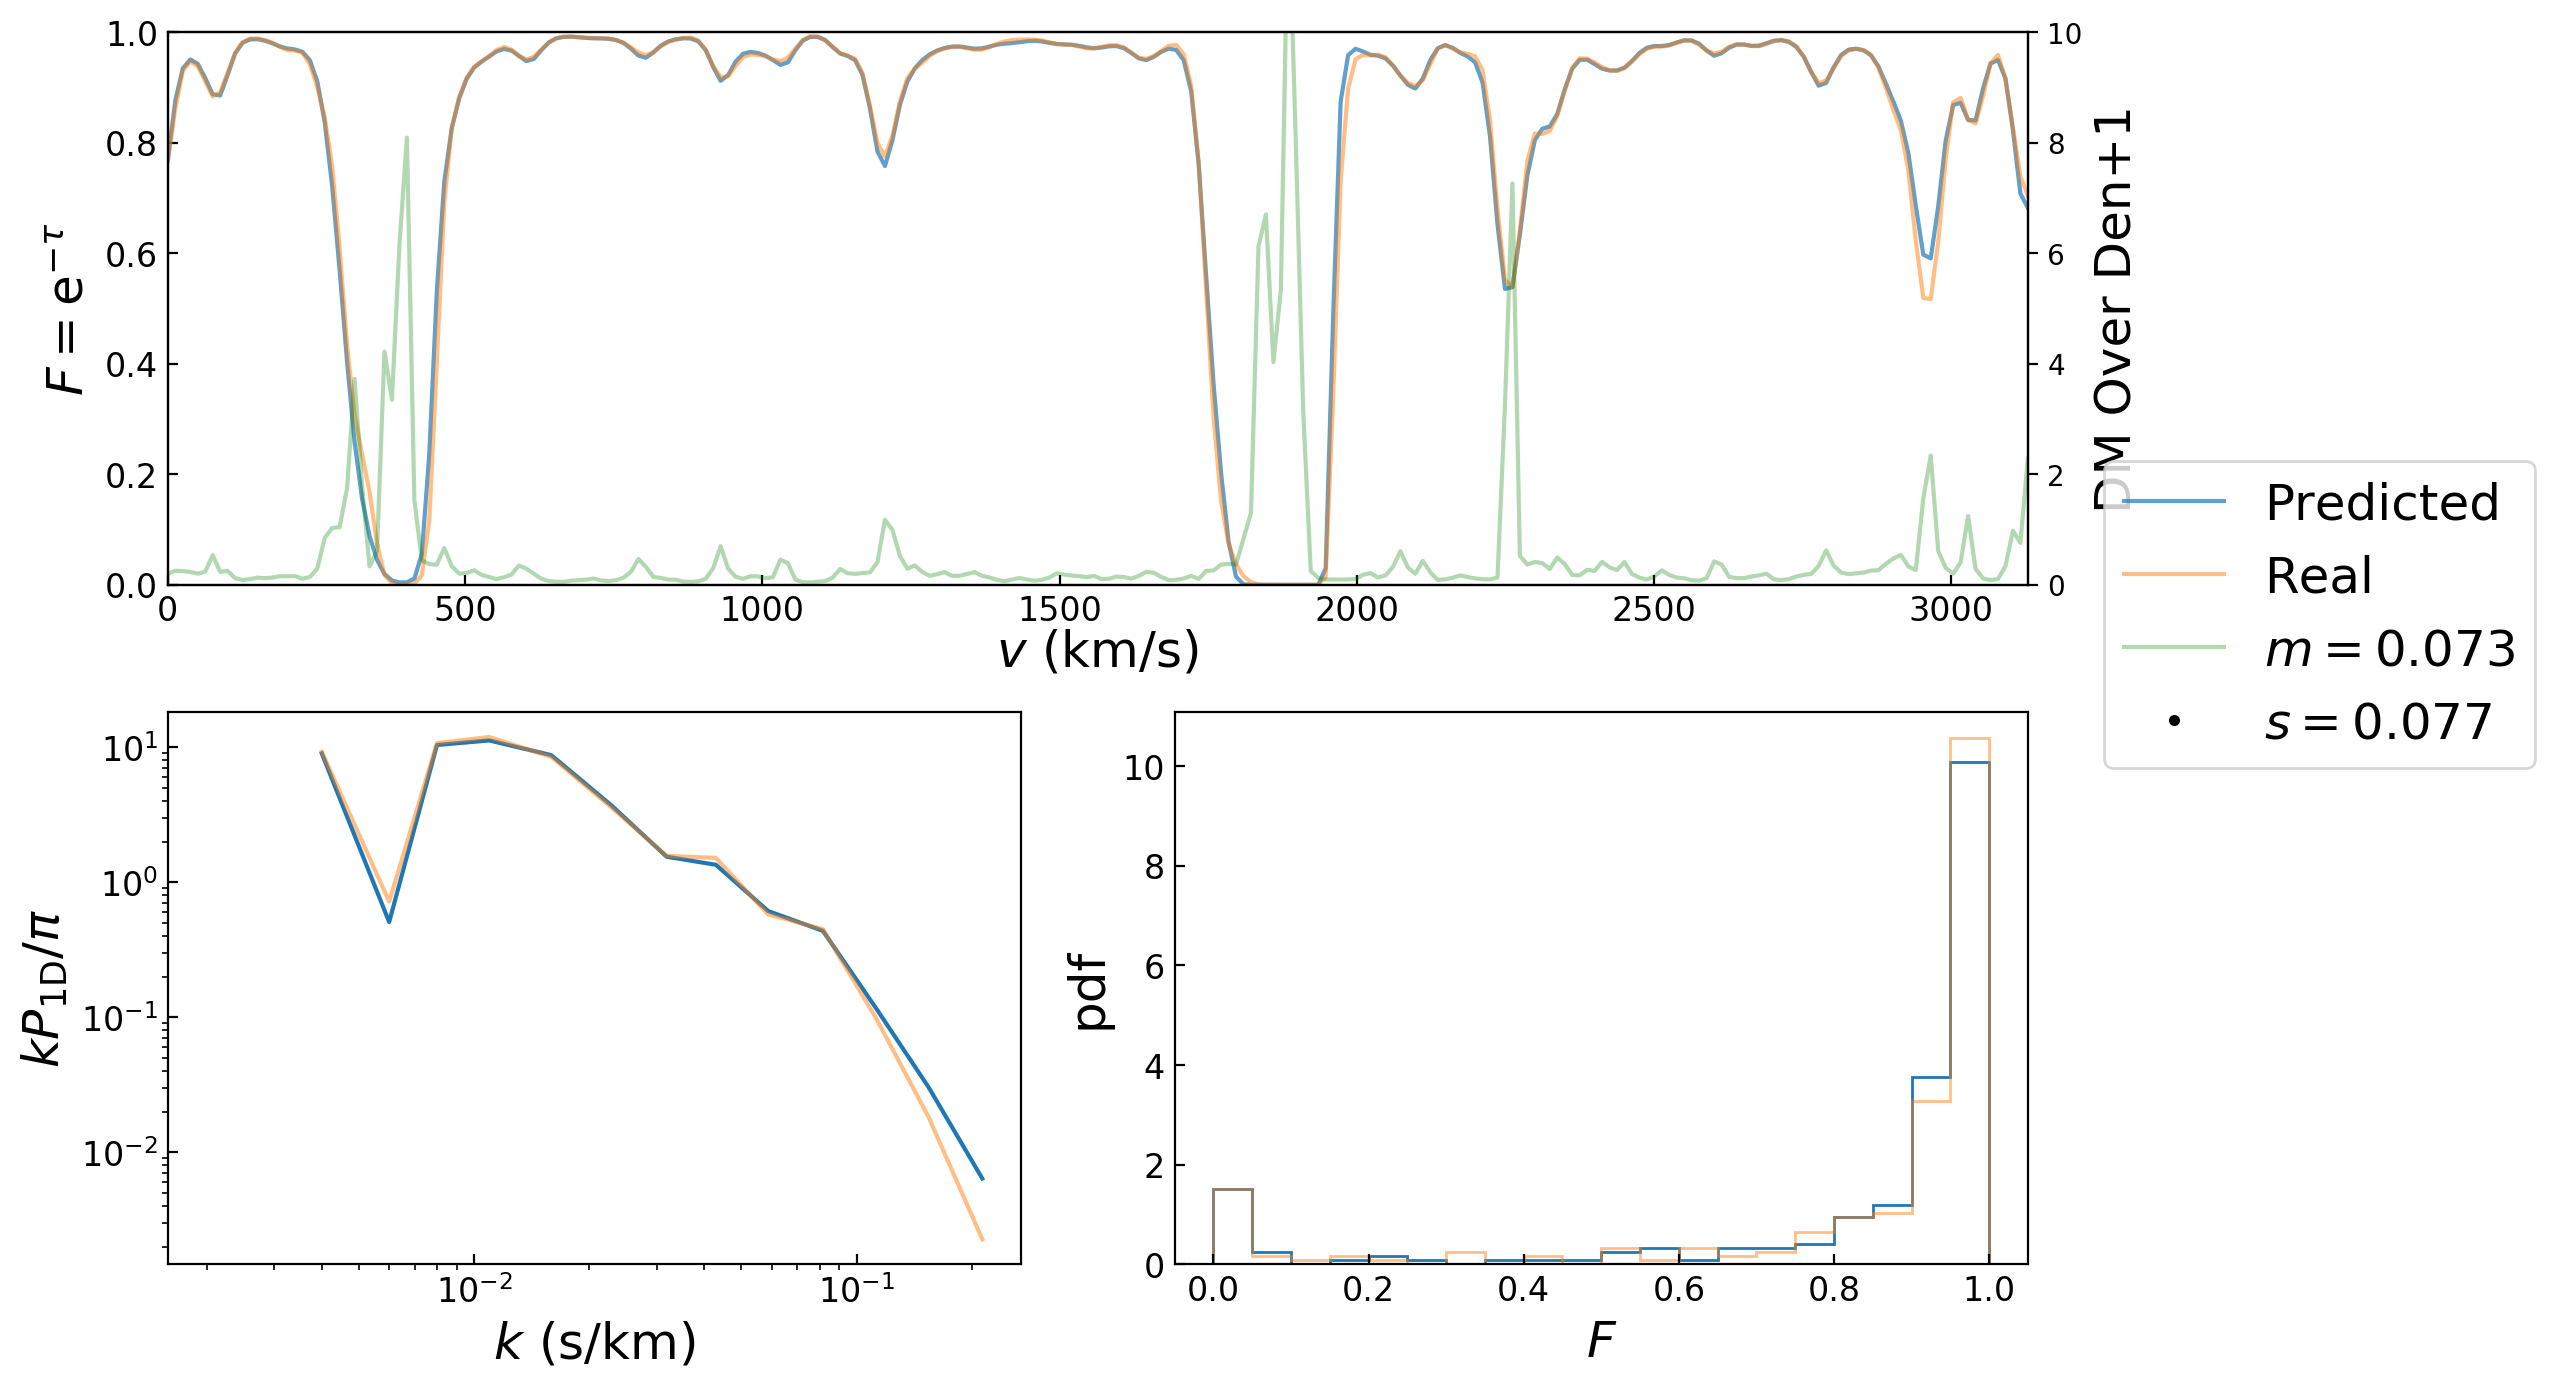 1.0
0.8
0.6
0.4
0.2
0.0
F = e^{−τ}
10
8
6
4
2
0
DM Over Den+1
0 500 1000 1500 2000 2500 3000
v (km/s)
Predicted
Real
m = 0.073
s = 0.077
10^1
10^0
10^{−1}
10^{−2}
kP_{1D}/π
10^{−2} 10^{−1}
k (s/km)
10
8
6
4
2
0
pdf
0.0 0.2 0.4 0.6 0.8 1.0
F